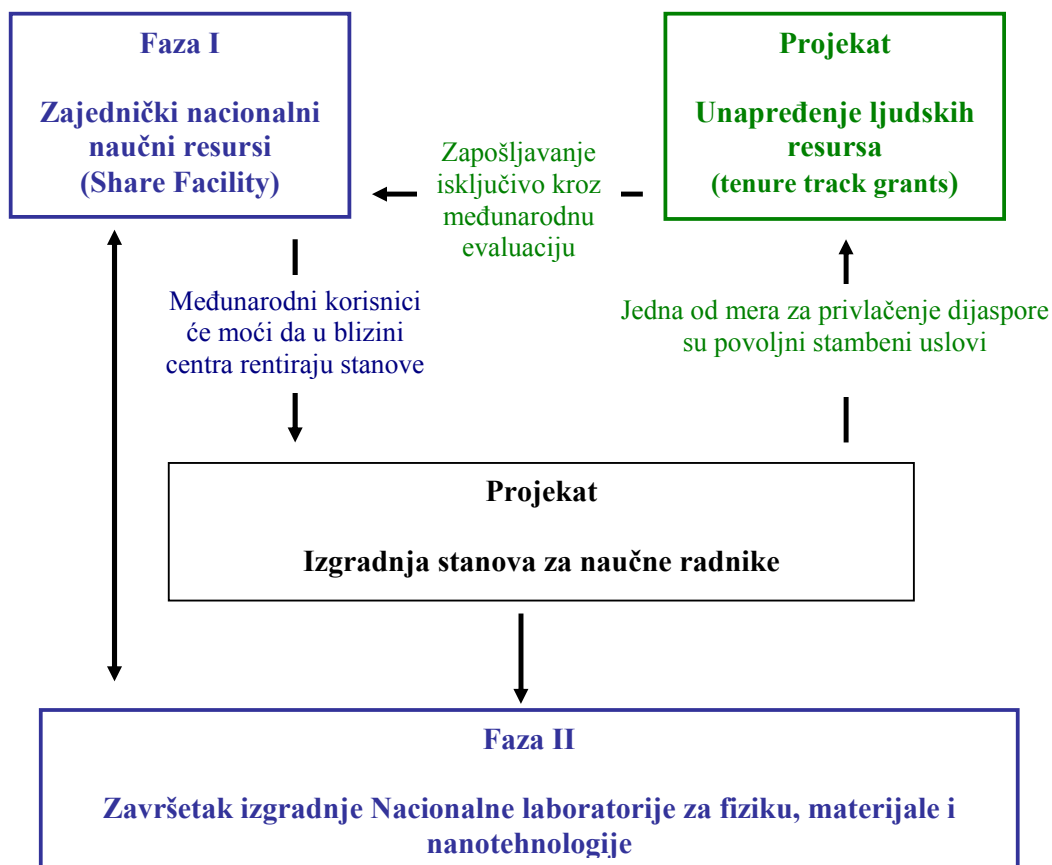 Faza I
Zajednički nacionalni
naučni resursi
(Share Facility)
Projekat
Unapređenje ljudskih
resursa
(tenure track grants)
Zapošljavanje
isključivo kroz
međunarodnu
evaluaciju
Međunarodni korisnici
će moći da u blizini
centra rentiraju stanove
Jedna od mera za privlačenje dijaspore
su povoljni stambeni uslovi
Projekat
Izgradnja stanova za naučne radnike
Faza II
Završetak izgradnje Nacionalne laboratorije za fiziku, materijale i
nanotehnologije